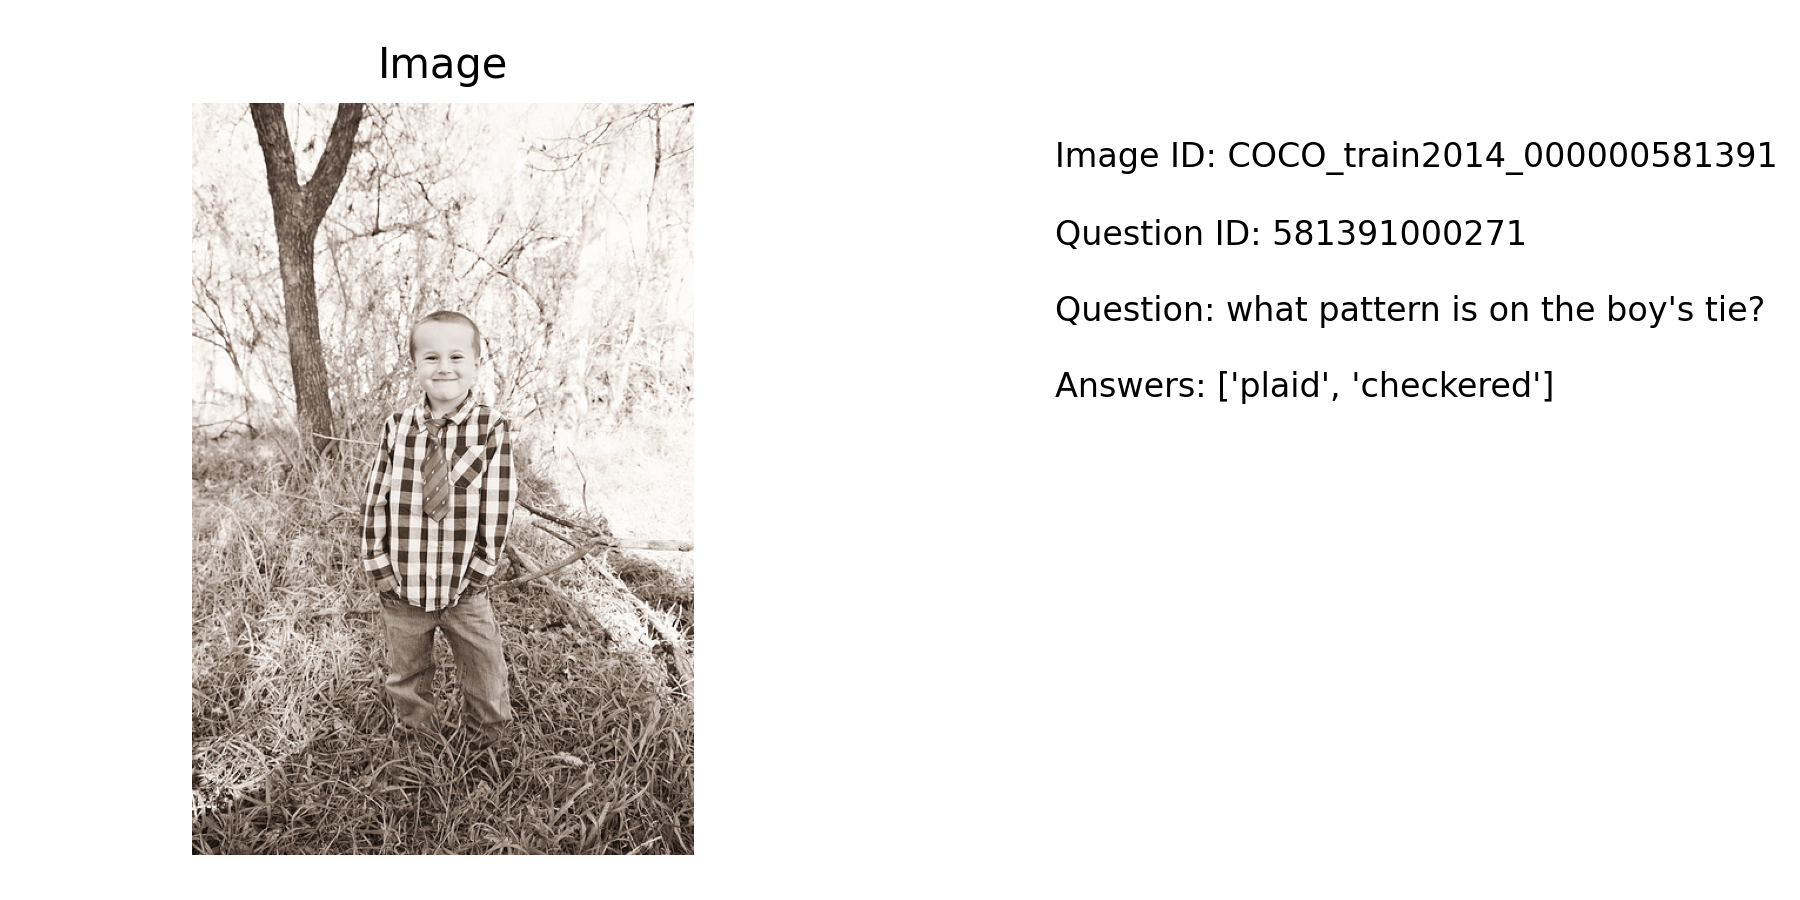 Image
Image ID: COCO_train2014_000000581391
Question ID: 581391000271
Question: what pattern is on the boy's tie?
Answers: ['plaid', 'checkered']